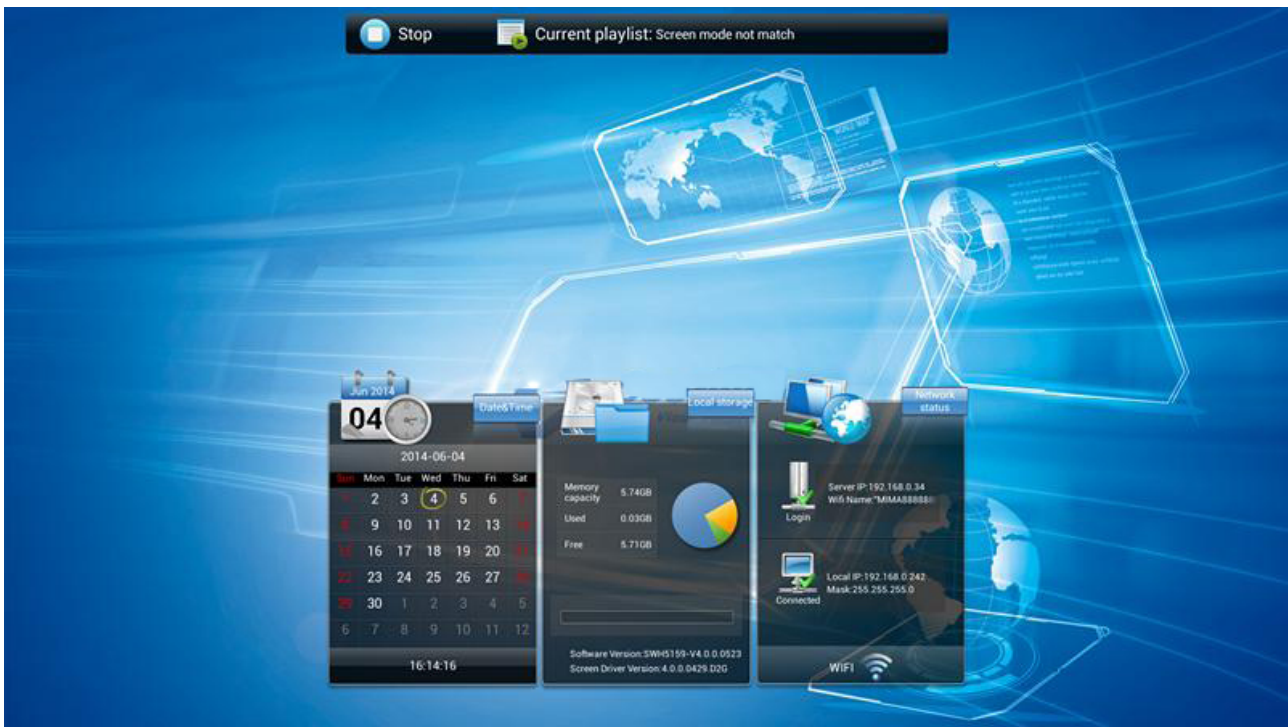 Stop
Current playlist: Screen mode not match
WORLD MAP
Jun 2014
04
Date&Time
2014-06-04
Sun Mon Tue Wed Thu Fri Sat
1 2 3 4 5 6 7
8 9 10 11 12 13 14
15 16 17 18 19 20 21
22 23 24 25 26 27 28
29 30 1 2 3 4 5
6 7 8 9 10 11 12
16:14:16
Local storage
Memory
capacity 5.74GB
Used 0.03GB
Free 5.71GB
Software Version:SWH5159-V4.0.0.0523
Screen Driver Version:4.0.0.0429.D2G
Network
status
Server IP:192.168.0.34
Wifi Name:"MIMA88888
Login
Local IP:192.168.0.242
Mask:255.255.255.0
Connected
WIFI